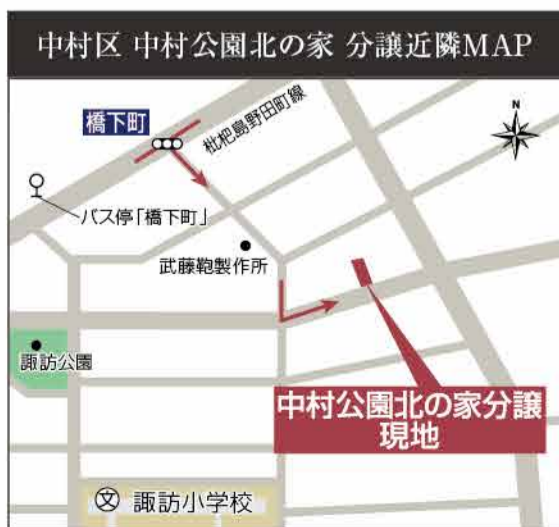 中村区 中村公園北の家 分譲近隣MAP
橋下町
枇杷島野田町線
N
バス停「橋下町」
武藤鞄製作所
諏訪公園
中村公園北の家分譲
現地
文 諏訪小学校